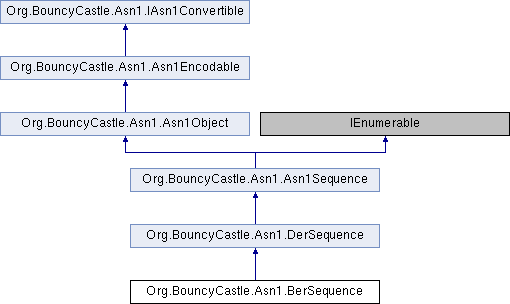 Org.BouncyCastle.Asn1.IAsn1Convertible
Org.BouncyCastle.Asn1.Asn1Encodable
Org.BouncyCastle.Asn1.Asn1Object
IEnumerable
Org.BouncyCastle.Asn1.Asn1Sequence
Org.BouncyCastle.Asn1.DerSequence
Org.BouncyCastle.Asn1.BerSequence